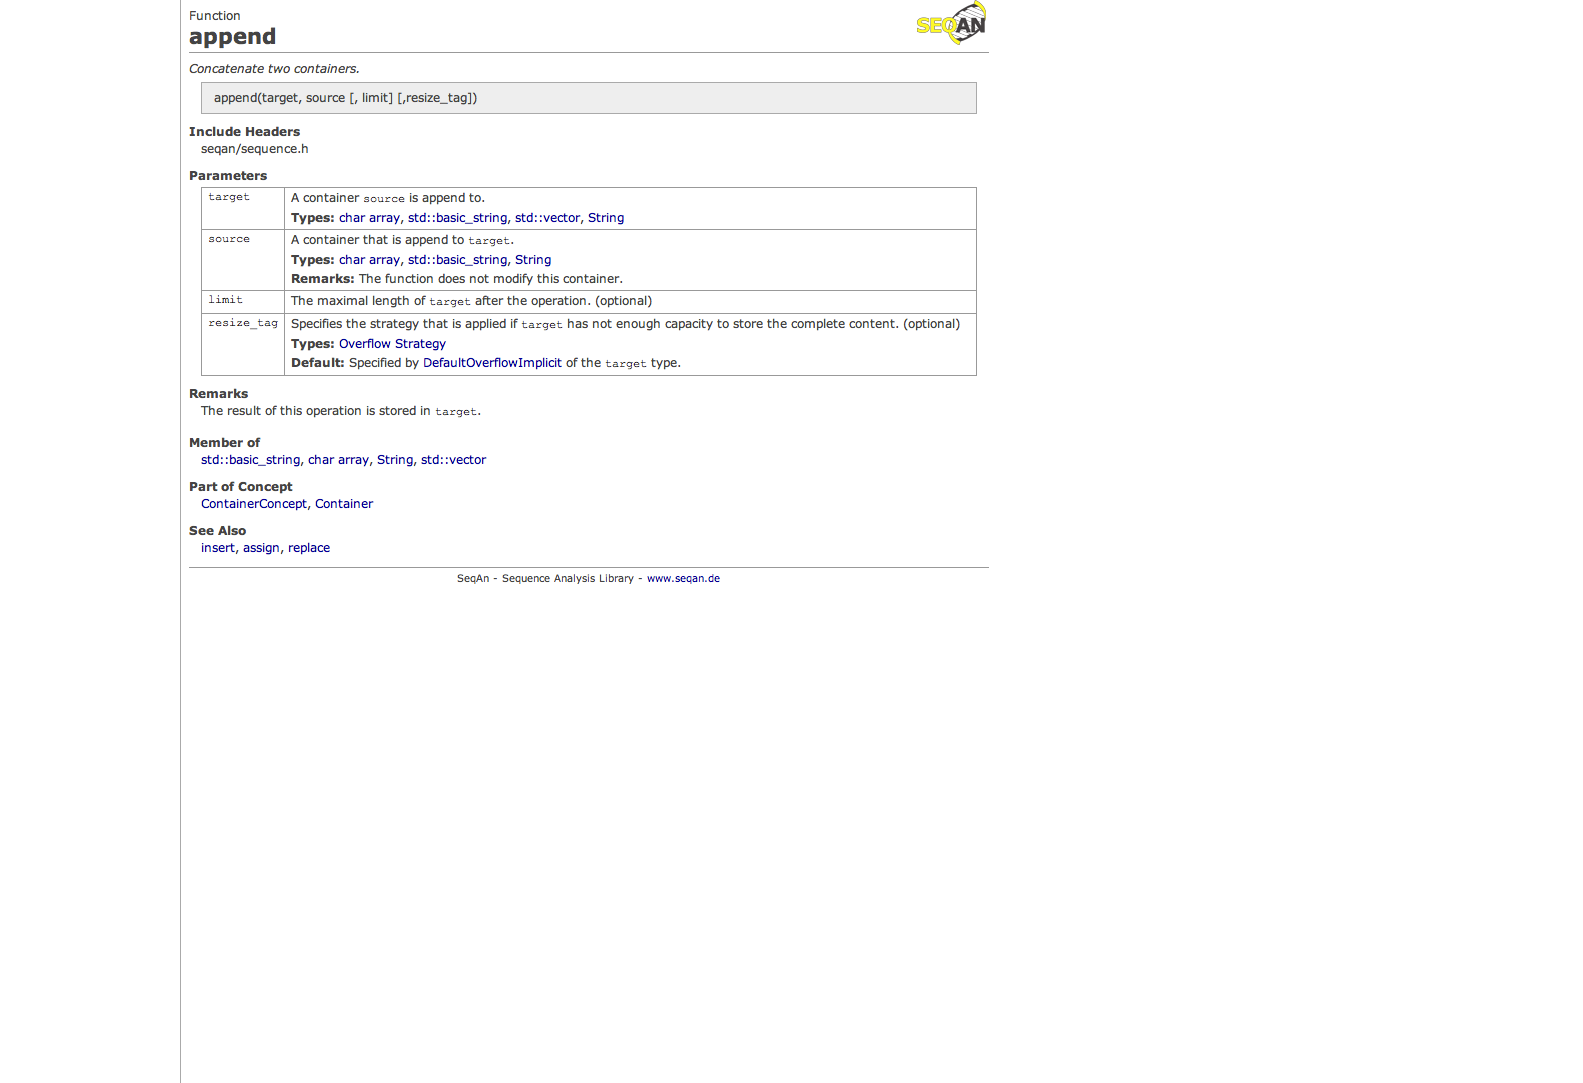 Function
append
SEQAN
Concatenate two containers.
append(target, source [, limit] [,resize_tag])
Include Headers
seqan/sequence.h
Parameters
target A container source is append to.
Types: char array, std::basic_string, std::vector, String
source A container that is append to target.
Types: char array, std::basic_string, String
Remarks: The function does not modify this container.
limit The maximal length of target after the operation. (optional)
resize_tag Specifies the strategy that is applied if target has not enough capacity to store the complete content. (optional)
Types: Overflow Strategy
Default: Specified by DefaultOverflowImplicit of the target type.
Remarks
The result of this operation is stored in target.
Member of
std::basic_string, char array, String, std::vector
Part of Concept
ContainerConcept, Container
See Also
insert, assign, replace
SeqAn - Sequence Analysis Library - www.seqan.de